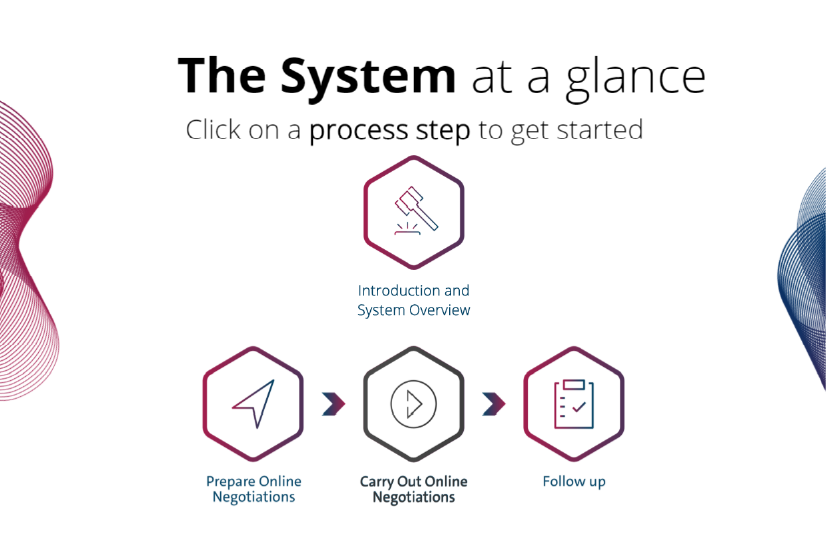 The System at a glance
Click on a process step to get started
Introduction and
System Overview
Prepare Online
Negotiations
Carry Out Online
Negotiations
Follow up